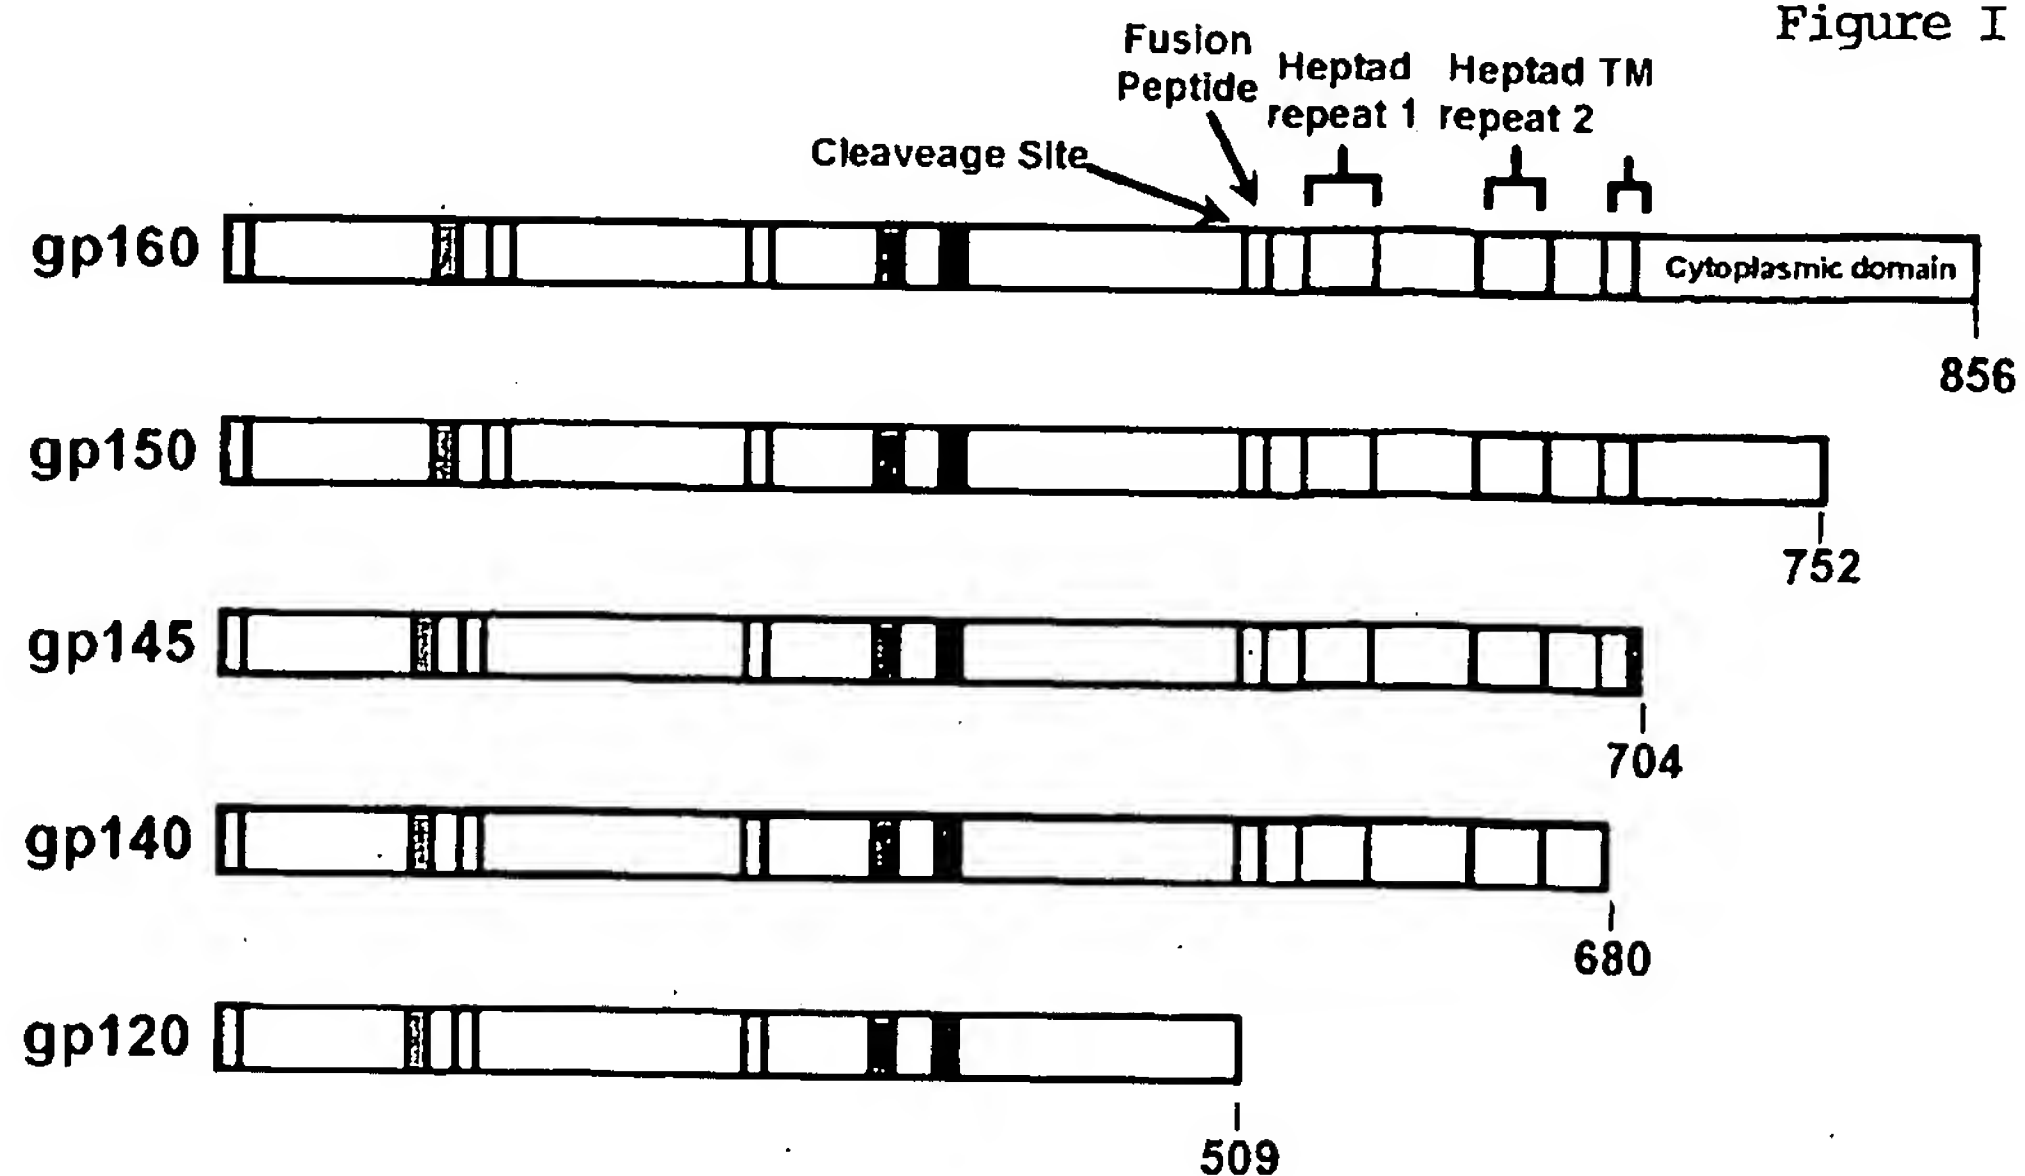 Figure I
Fusion
Peptide
Heptad
repeat 1
Heptad
repeat 2
TM
Cleaveage Site
gp160
Cytoplasmic domain
856
gp150
752
gp145
704
gp140
680
gp120
509